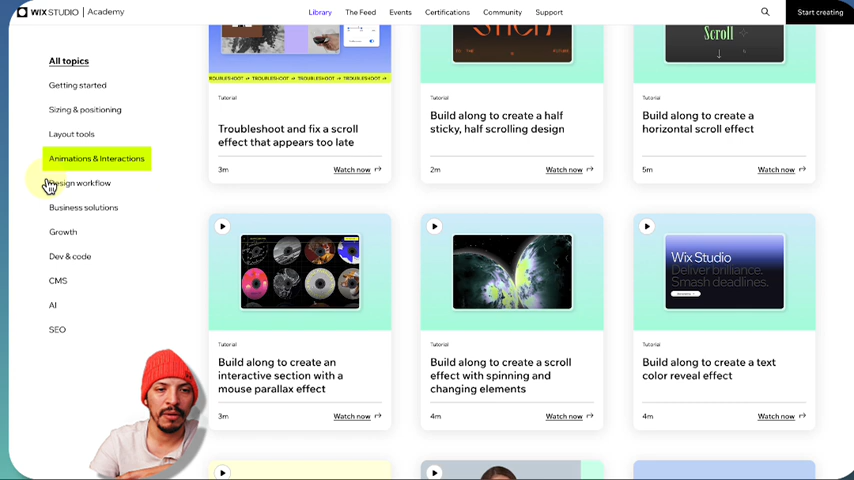 WIX STUDIO | Academy
Library
The Feed
Events
Certifications
Community
Support
Start creating
All topics
Getting started
Sizing & positioning
Layout tools
Animations & Interactions
Design workflow
Business solutions
Growth
Dev & code
CMS
AI
SEO
TROUBLESHOOT TROUBLESHOOT TROUBLESHOOT
Tutorial
Troubleshoot and fix a scroll
effect that appears too late
3m
Watch now
Tutorial
Build along to create a half
sticky, half scrolling design
2m
Watch now
Scroll
Tutorial
Build along to create a
horizontal scroll effect
5m
Watch now
Tutorial
Build along to create an
interactive section with a
mouse parallax effect
3m
Watch now
Tutorial
Build along to create a scroll
effect with spinning and
changing elements
4m
Watch now
Wix Studio
Deliver brilliance.
Smash deadlines.
Tutorial
Build along to create a text
color reveal effect
4m
Watch now